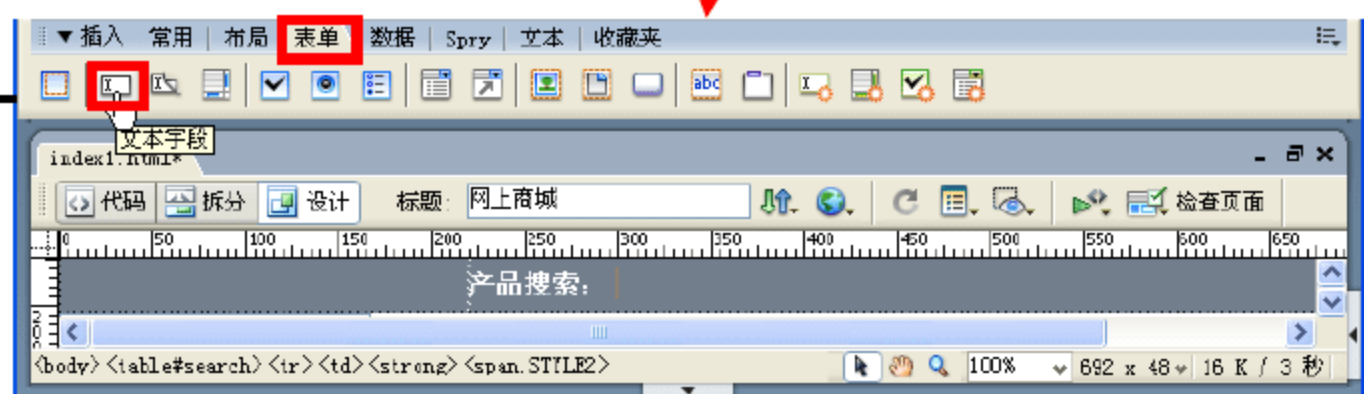 ▼插入 常用 | 布局 | 表单 | 数据 | Spry | 文本 | 收藏夹
abc
文本字段
index1.html*
代码 拆分 设计 标题: 网上商城 检查页面
0 50 100 150 200 250 300 350 400 450 500 550 600 650
产品搜索：
200
<body> <table#search> <tr> <td> <strong> <span.STYLE2> 100% 692 x 48 16 K / 3 秒